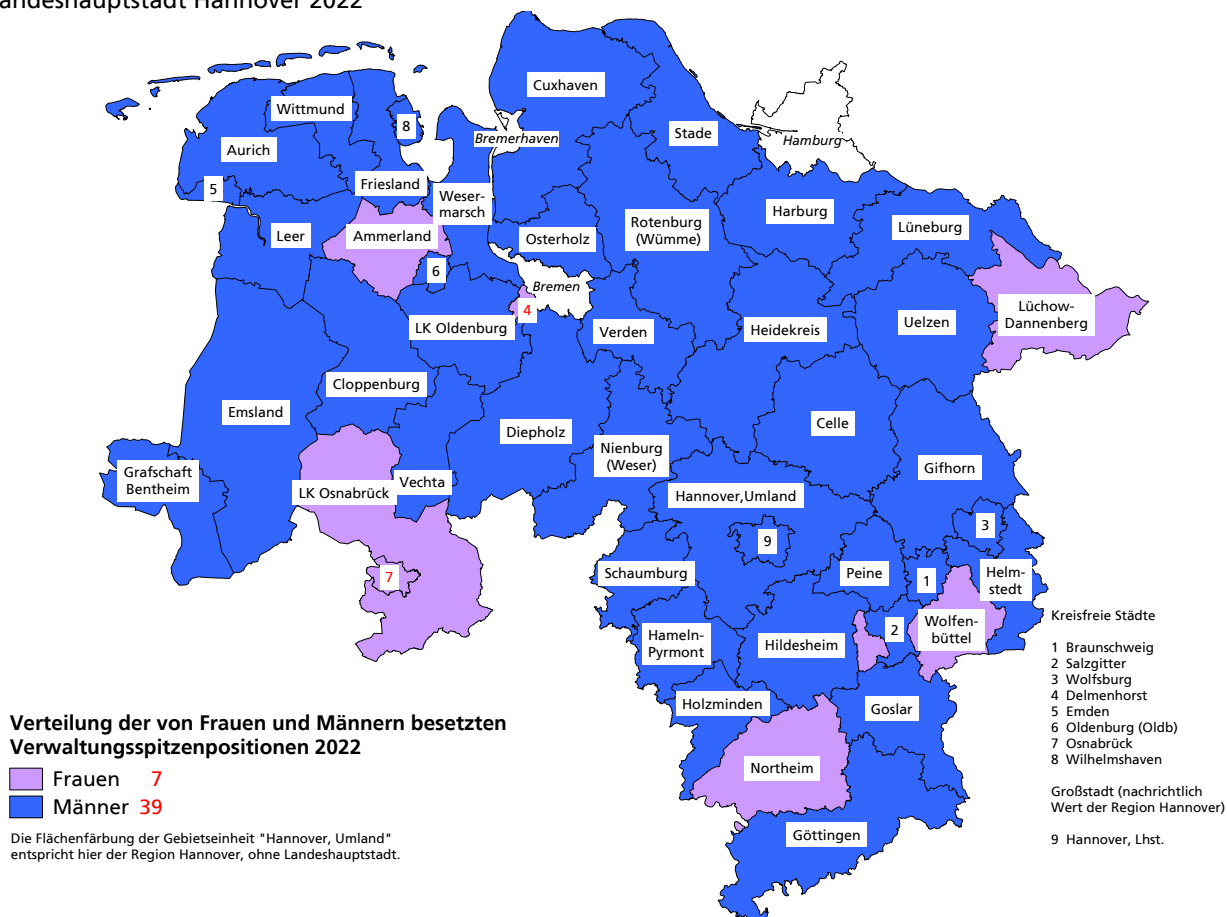 Landeshauptstadt Hannover 2022
Cuxhaven
Wittmund
8
Stade
Bremerhaven
Hamburg
Aurich
5
Friesland
Weser-
marsch
Harburg
Rotenburg
(Wümme)
Lüneburg
Leer
Ammerland
Osterholz
6
Bremen
4
Lüchow-
Dannenberg
LK Oldenburg
Verden
Heidekreis
Uelzen
Cloppenburg
Emsland
Diepholz
Celle
Nienburg
(Weser)
Gifhorn
Grafschaft
Bentheim
LK Osnabrück
Vechta
Hannover,Umland
3
9
7
Schaumburg
Peine
1
Helm-
stedt
Hameln-
Pyrmont
Hildesheim
2
Wolfen-
büttel
Holzminden
Goslar
Northeim
Göttingen
Kreisfreie Städte
1 Braunschweig
2 Salzgitter
3 Wolfsburg
4 Delmenhorst
5 Emden
6 Oldenburg (Oldb)
7 Osnabrück
8 Wilhelmshaven
Großstadt (nachrichtlich
Wert der Region Hannover)
9 Hannover, Lhst.
Verteilung der von Frauen und Männern besetzten
Verwaltungsspitzenpositionen 2022
Frauen 7
Männer 39
Die Flächenfärbung der Gebietseinheit "Hannover, Umland"
entspricht hier der Region Hannover, ohne Landeshauptstadt.